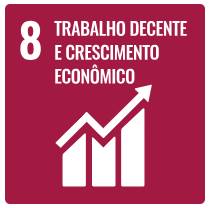 8 TRABALHO DECENTE
E CRESCIMENTO
ECONÔMICO